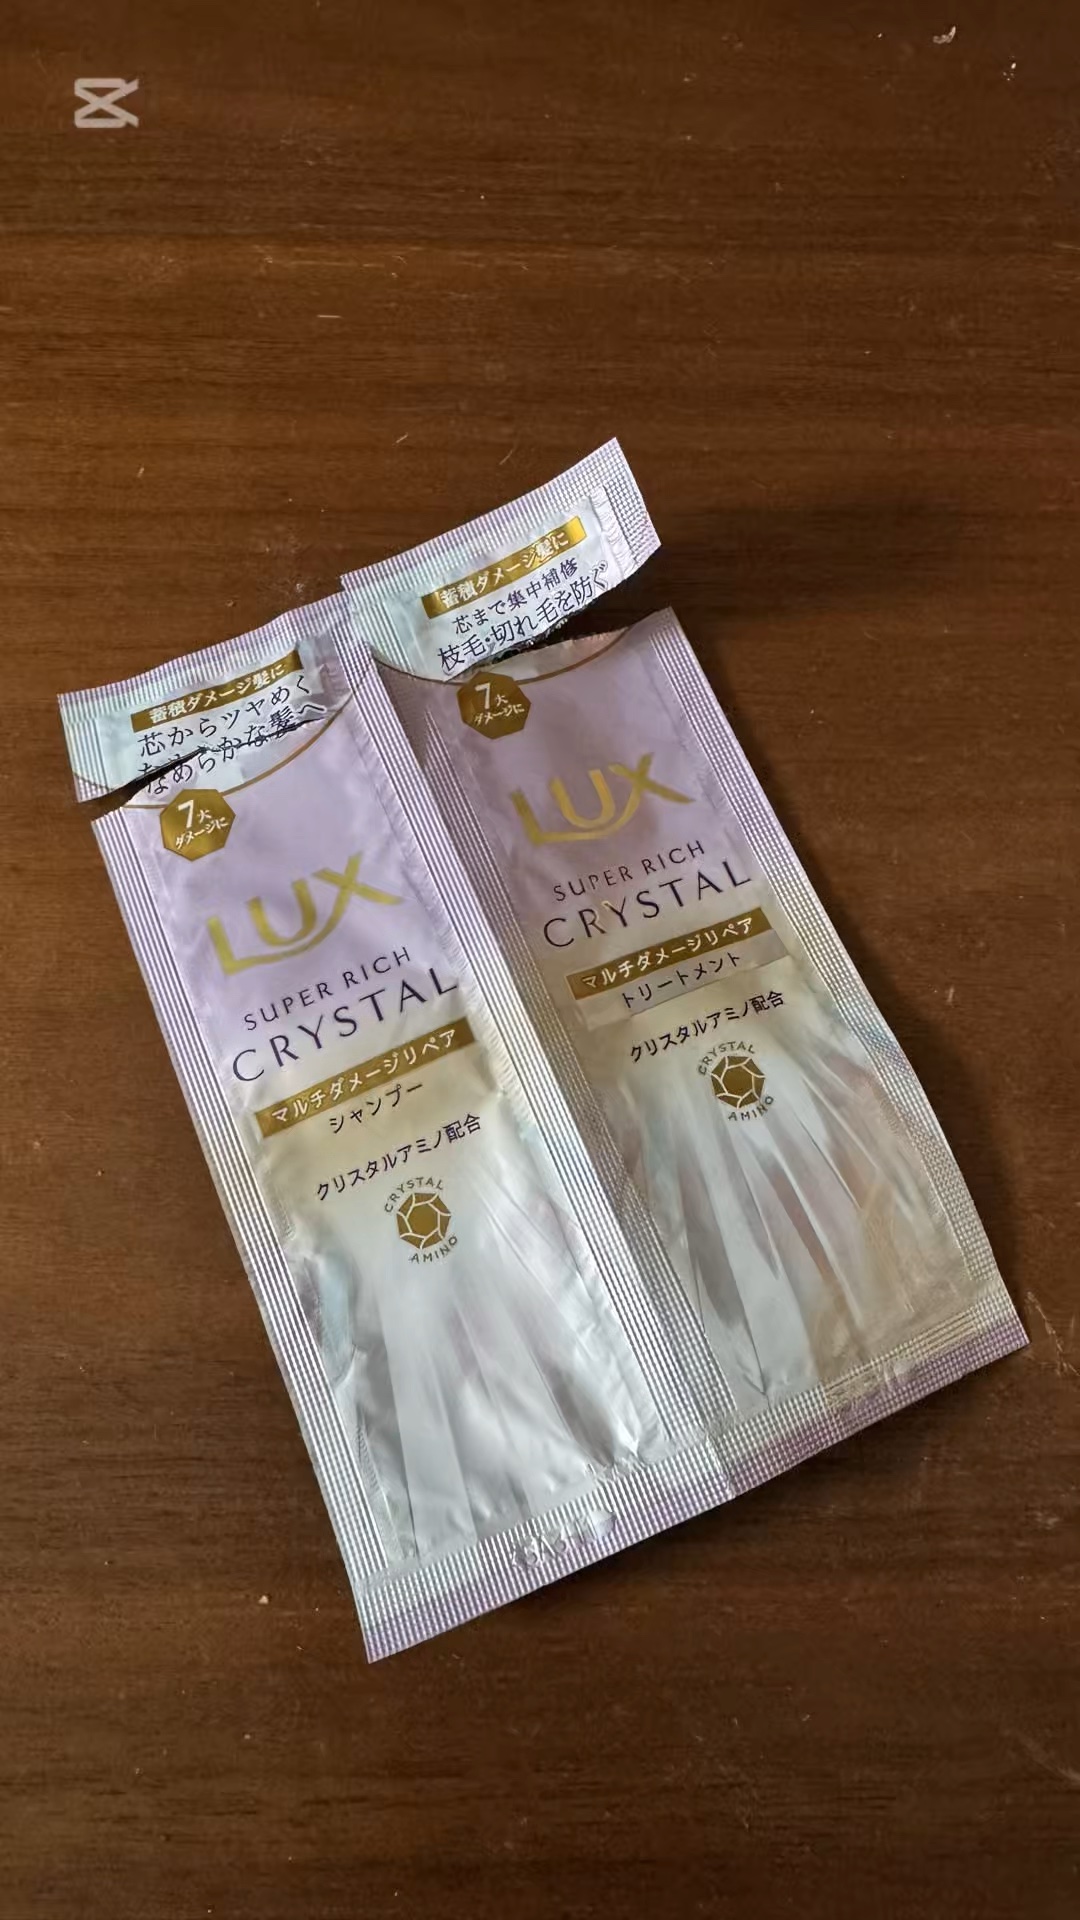 蓄積ダメージ髪に
芯からツヤめく
なめらかな髪へ
7大
ダメージに
LUX
SUPER RICH
CRYSTAL
マルチダメージリペア
シャンプー
クリスタルアミノ配合
CRYSTAL
AMINO
蓄積ダメージ髪に
芯まで集中補修
枝毛・切れ毛を防ぐ
7大
ダメージに
LUX
SUPER RICH
CRYSTAL
マルチダメージリペア
トリートメント
クリスタルアミノ配合
CRYSTAL
AMINO